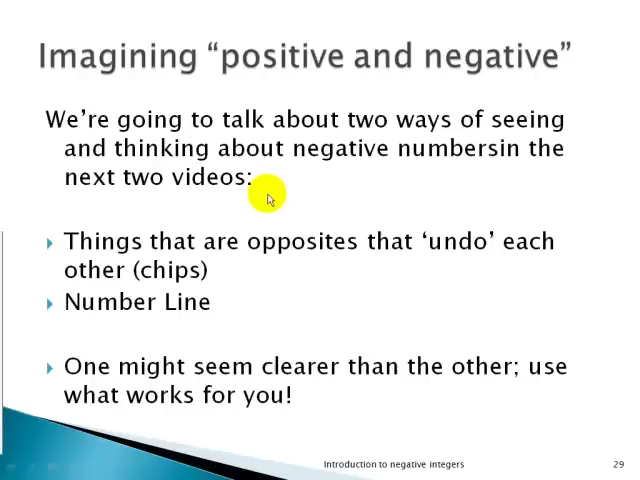 Imagining “positive and negative”
We’re going to talk about two ways of seeing
and thinking about negative numbersin the
next two videos:
Things that are opposites that ‘undo’ each
other (chips)
Number Line
One might seem clearer than the other; use
what works for you!
Introduction to negative integers 29